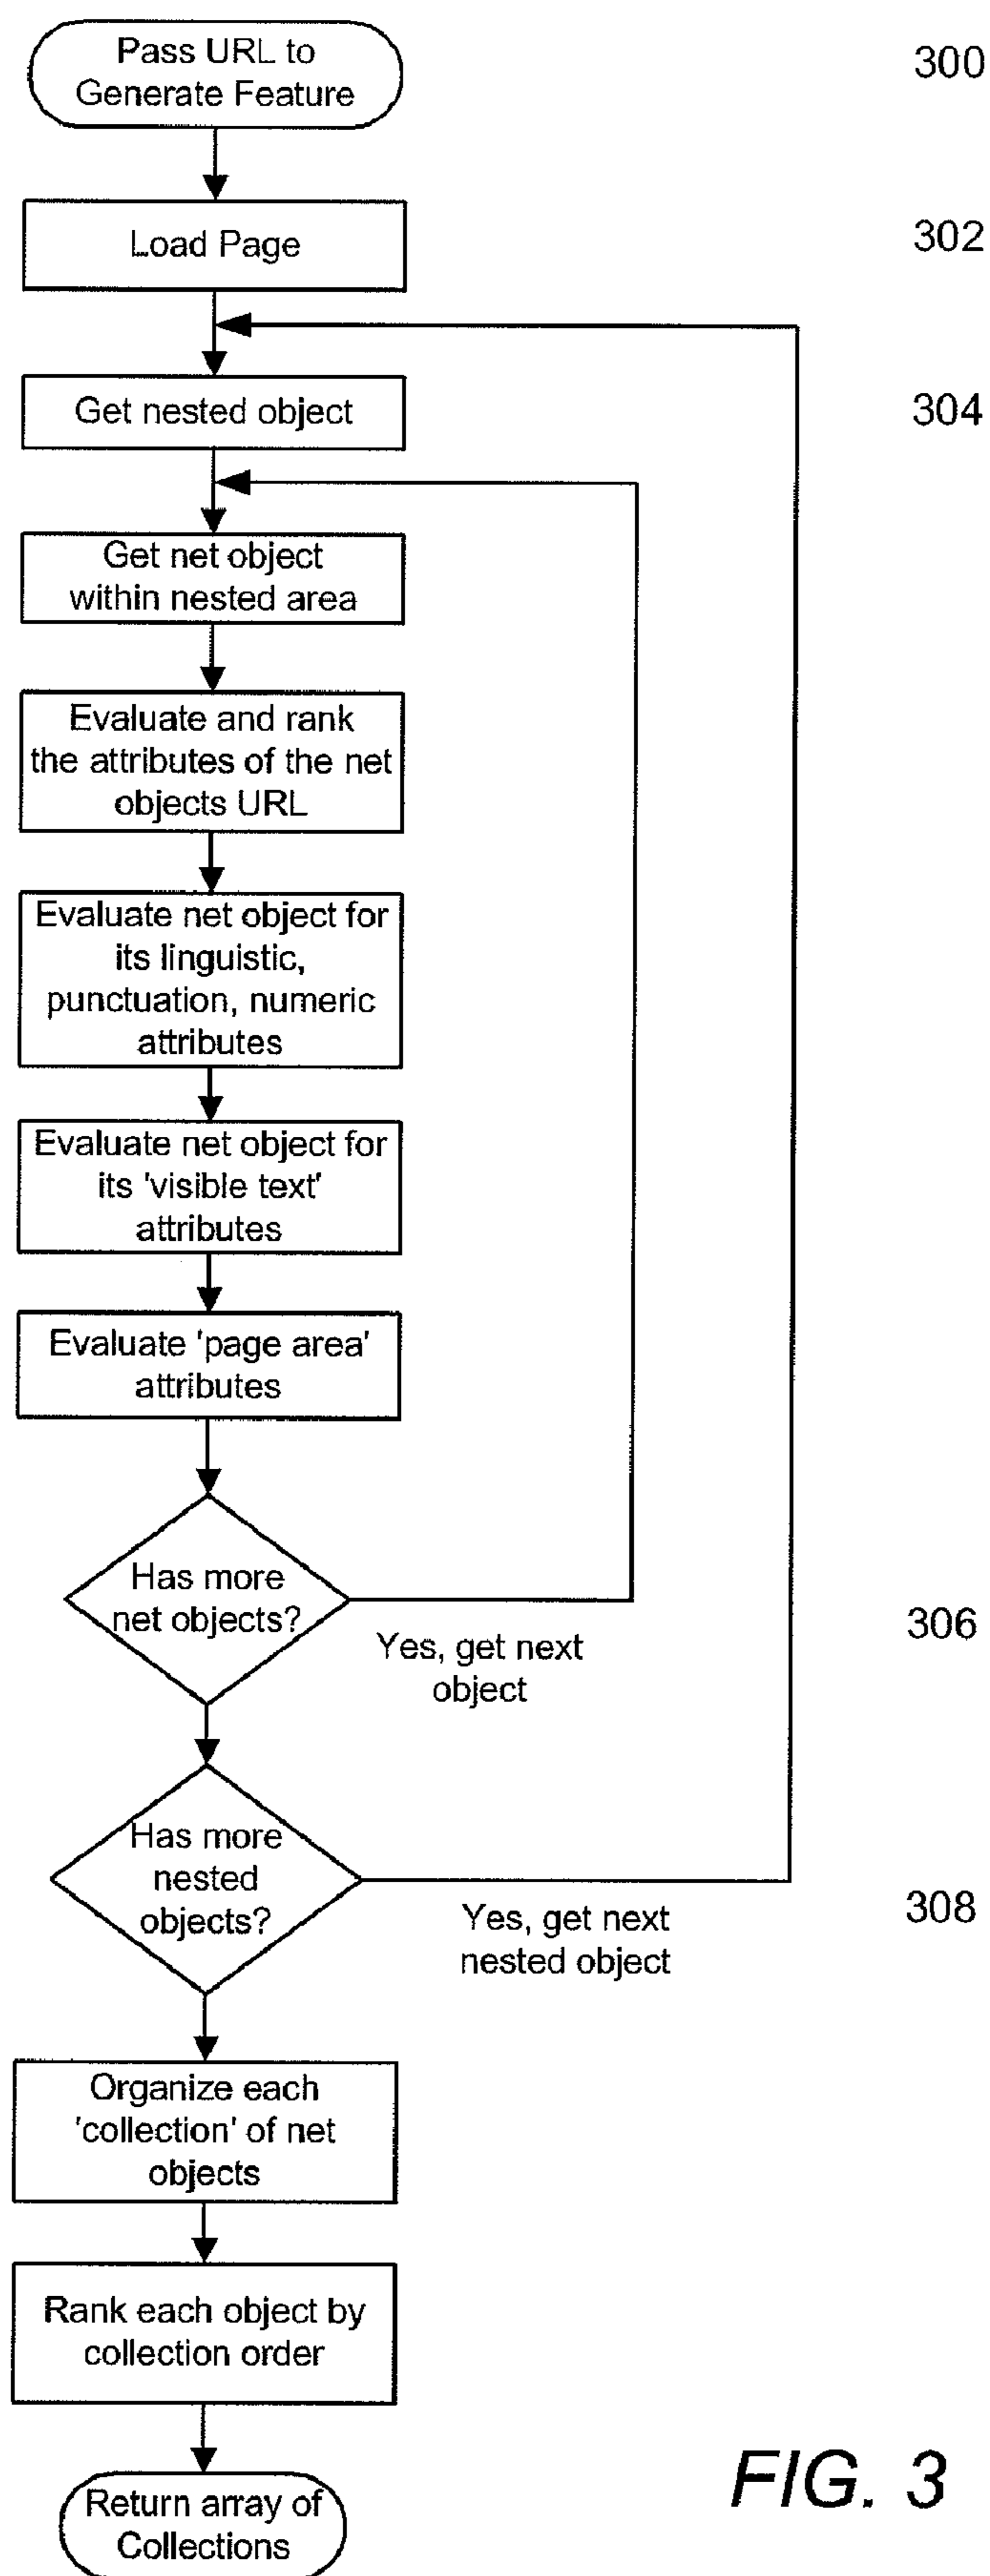 Pass URL to
Generate Feature
300
Load Page
302
Get nested object
304
Get net object
within nested area
Evaluate and rank
the attributes of the net
objects URL
Evaluate net object for
its linguistic,
punctuation, numeric
attributes
Evaluate net object for
its 'visible text'
attributes
Evaluate 'page area'
attributes
Has more
net objects?
Yes, get next
object
306
Has more
nested
objects?
Yes, get next
nested object
308
Organize each
'collection' of net
objects
Rank each object by
collection order
Return array of
Collections
FIG. 3